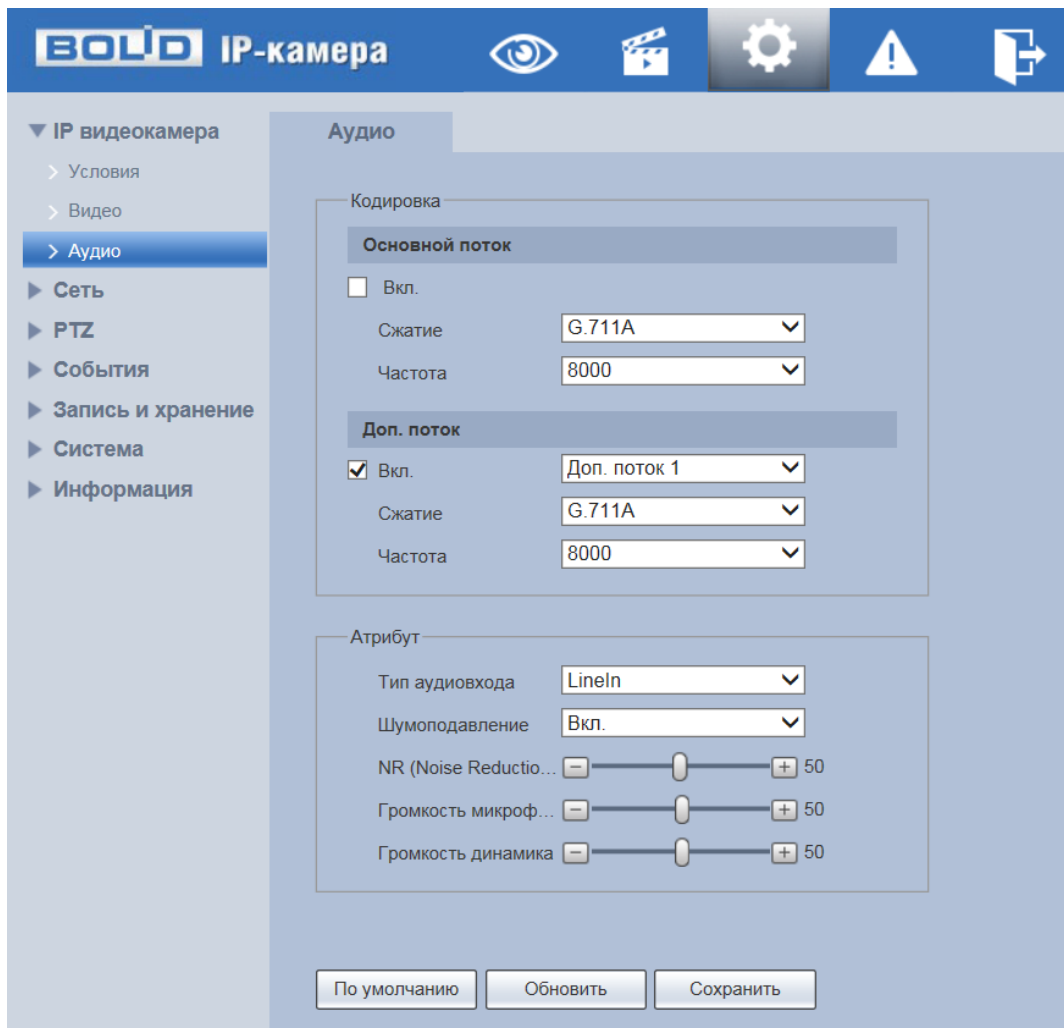 BOLID IP-камера
IP видеокамера
Условия
Видео
Аудио
Сеть
PTZ
События
Запись и хранение
Система
Информация
Аудио
Кодировка
Основной поток
Вкл.
Сжатие G.711A
Частота 8000
Доп. поток
Вкл. Доп. поток 1
Сжатие G.711A
Частота 8000
Атрибут
Тип аудиовхода LineIn
Шумоподавление Вкл.
NR (Noise Reductio... 50
Громкость микроф... 50
Громкость динамика 50
По умолчанию Обновить Сохранить